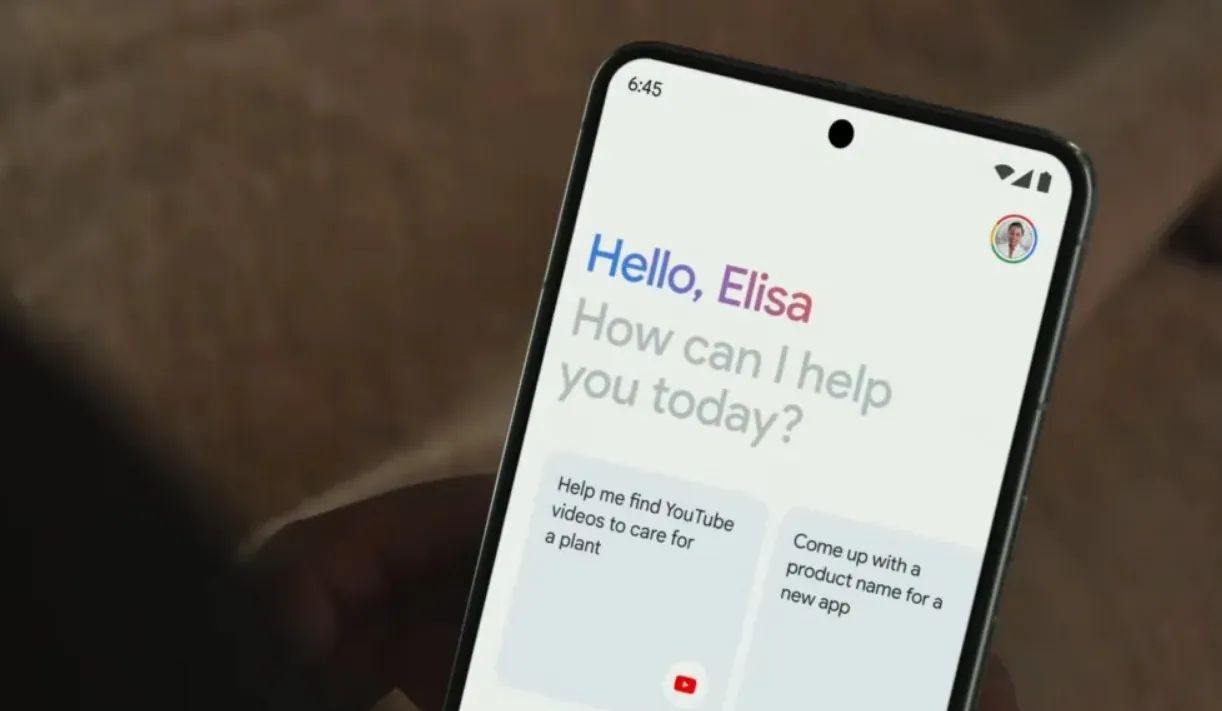 6:45
Hello, Elisa
How can I help
you today?
Help me find YouTube
videos to care for
a plant
Come up with a
product name for a
new app